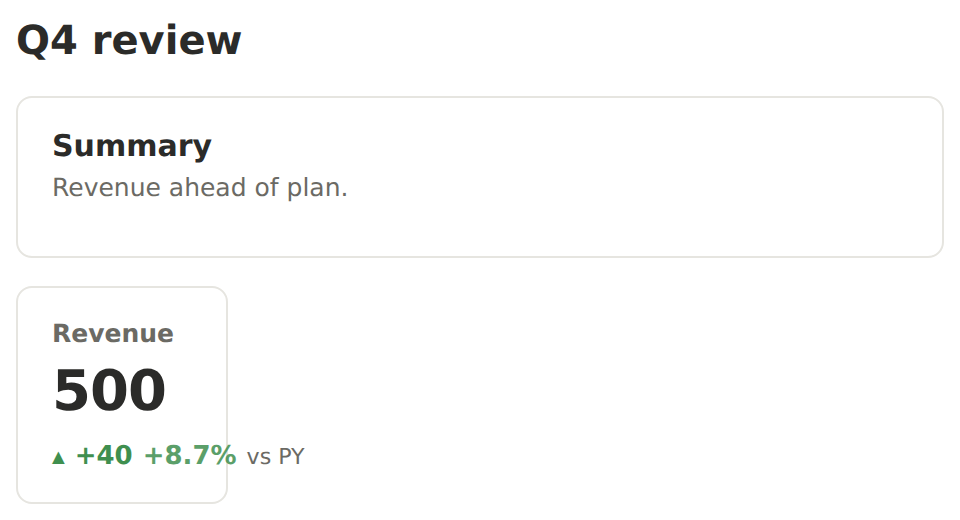 Q4 review
Summary
Revenue ahead of plan.
Revenue
500
▲ +40 +8.7% vs PY